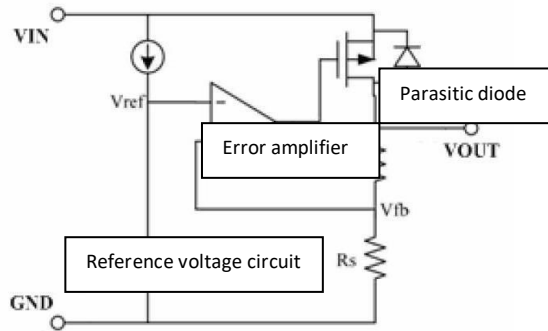 VIN
Vref
−
Parasitic diode
Error amplifier
VOUT
Vfb
Reference voltage circuit
Rs
GND